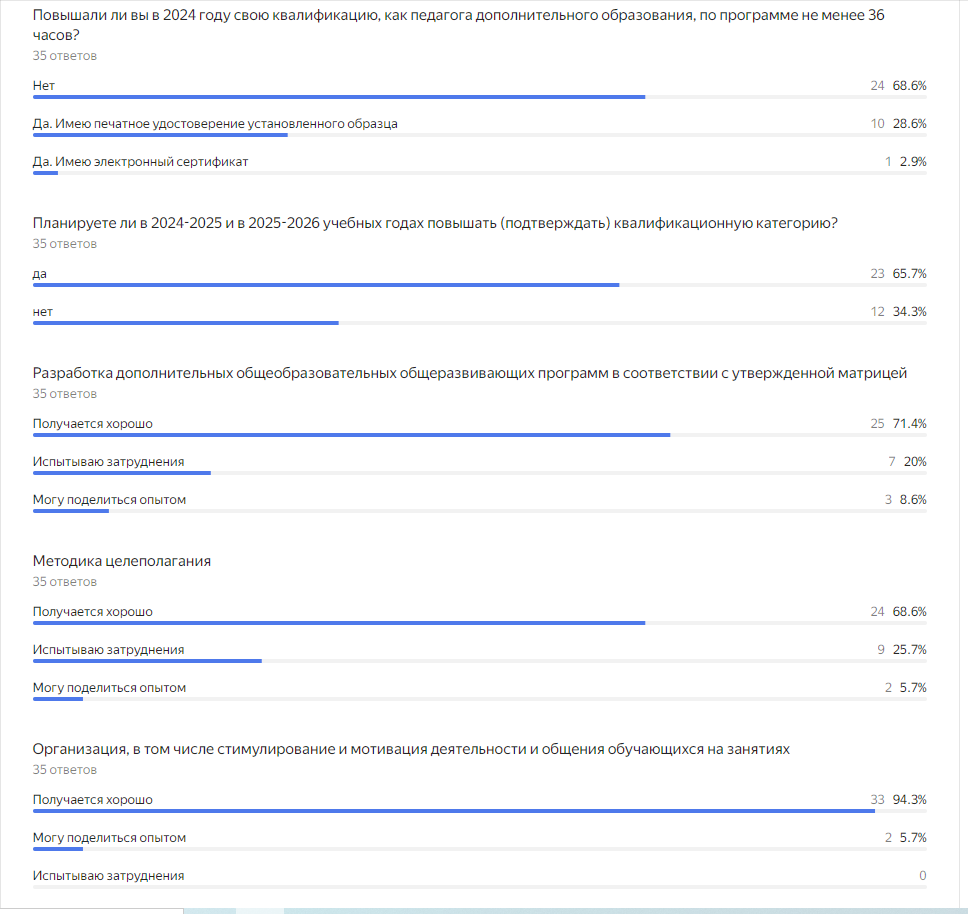 Повышали ли вы в 2024 году свою квалификацию, как педагога дополнительного образования, по программе не менее 36
часов?
35 ответов
Нет 24 68.6%
Да. Имею печатное удостоверение установленного образца 10 28.6%
Да. Имею электронный сертификат 1 2.9%
Планируете ли в 2024-2025 и в 2025-2026 учебных годах повышать (подтверждать) квалификационную категорию?
35 ответов
да 23 65.7%
нет 12 34.3%
Разработка дополнительных общеобразовательных общеразвивающих программ в соответствии с утвержденной матрицей
35 ответов
Получается хорошо 25 71.4%
Испытываю затруднения 7 20%
Могу поделиться опытом 3 8.6%
Методика целеполагания
35 ответов
Получается хорошо 24 68.6%
Испытываю затруднения 9 25.7%
Могу поделиться опытом 2 5.7%
Организация, в том числе стимулирование и мотивация деятельности и общения обучающихся на занятиях
35 ответов
Получается хорошо 33 94.3%
Могу поделиться опытом 2 5.7%
Испытываю затруднения 0